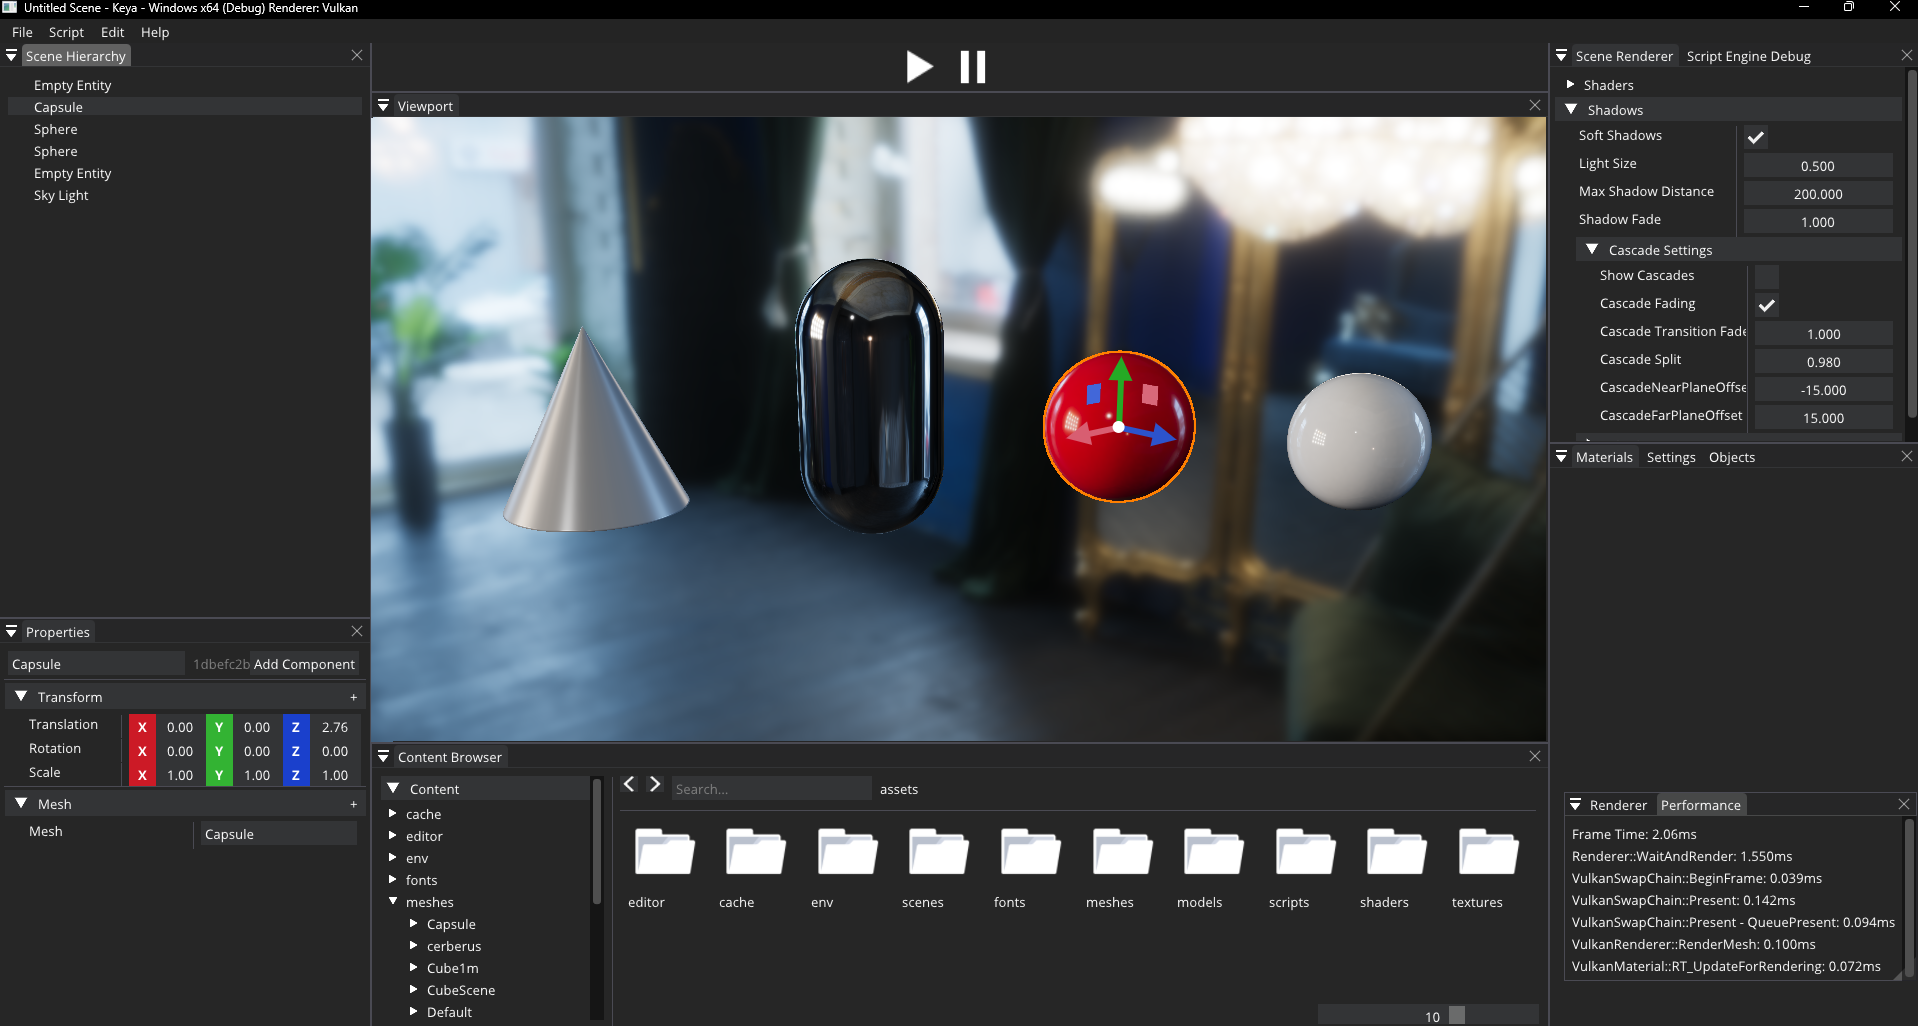 Untitled Scene - Keya - Windows x64 (Debug) Renderer: Vulkan
File Script Edit Help
Scene Hierarchy
Empty Entity
Capsule
Sphere
Sphere
Empty Entity
Sky Light
Properties
Capsule 1dbefc2b Add Component
Transform +
Translation X 0.00 Y 0.00 Z 2.76
Rotation X 0.00 Y 0.00 Z 0.00
Scale X 1.00 Y 1.00 Z 1.00
Mesh +
Mesh Capsule
Viewport
Content Browser
Content
cache
editor
env
fonts
meshes
Capsule
cerberus
Cube1m
CubeScene
Default
Search... assets
editor cache env scenes fonts meshes models scripts shaders textures
10
Scene Renderer Script Engine Debug
Shaders
Shadows
Soft Shadows
Light Size 0.500
Max Shadow Distance 200.000
Shadow Fade 1.000
Cascade Settings
Show Cascades
Cascade Fading
Cascade Transition Fade 1.000
Cascade Split 0.980
CascadeNearPlaneOffse -15.000
CascadeFarPlaneOffset 15.000
Materials Settings Objects
Renderer Performance
Frame Time: 2.06ms
Renderer::WaitAndRender: 1.550ms
VulkanSwapChain::BeginFrame: 0.039ms
VulkanSwapChain::Present: 0.142ms
VulkanSwapChain::Present - QueuePresent: 0.094ms
VulkanRenderer::RenderMesh: 0.100ms
VulkanMaterial::RT_UpdateForRendering: 0.072ms